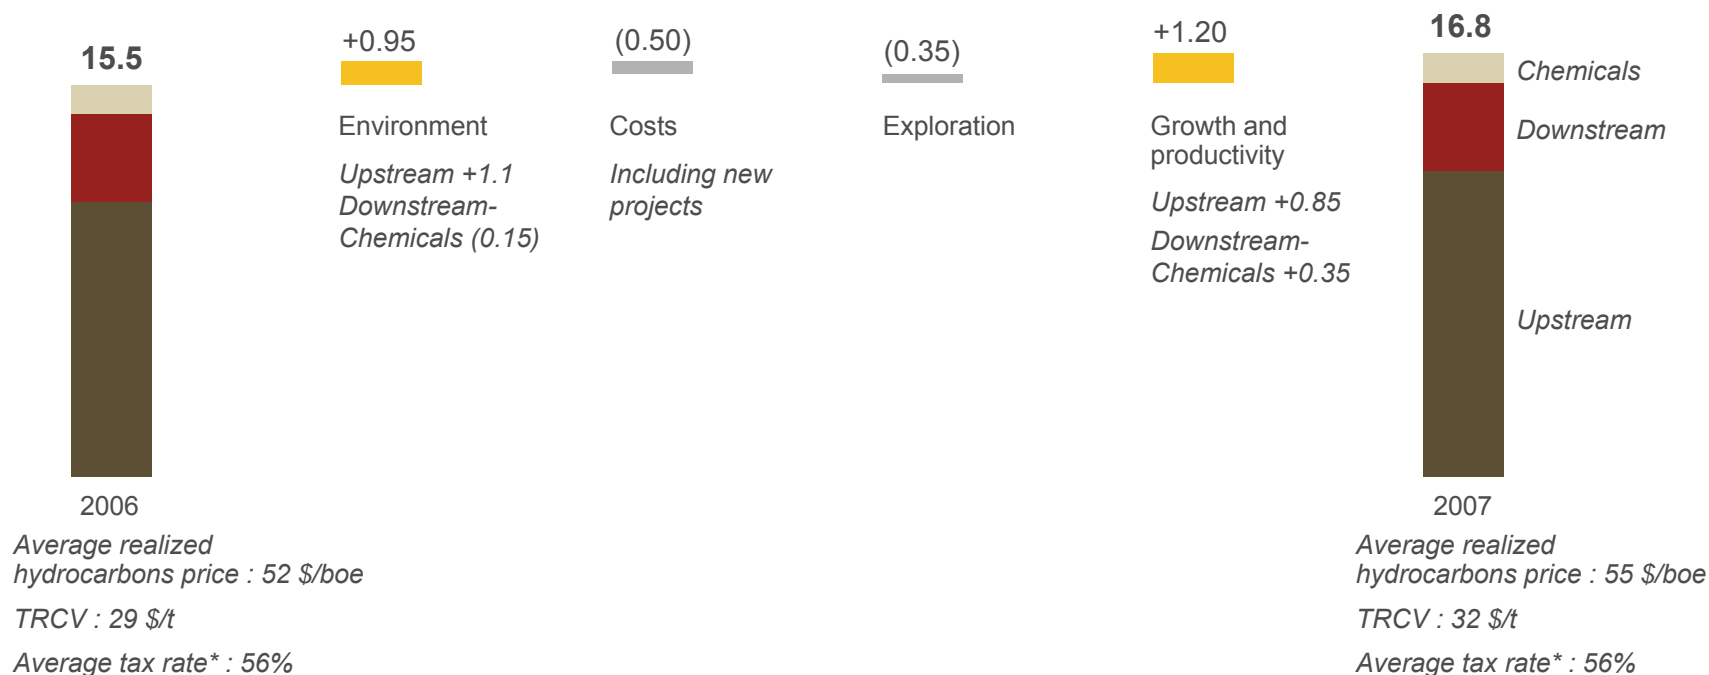 15.5
2006
Average realized
hydrocarbons price : 52 $/boe
TRCV : 29 $/t
Average tax rate* : 56%
+0.95
Environment
Upstream +1.1
Downstream-
Chemicals (0.15)
(0.50)
Costs
Including new
projects
(0.35)
Exploration
+1.20
Growth and
productivity
Upstream +0.85
Downstream-
Chemicals +0.35
16.8
Chemicals
Downstream
Upstream
2007
Average realized
hydrocarbons price : 55 $/boe
TRCV : 32 $/t
Average tax rate* : 56%